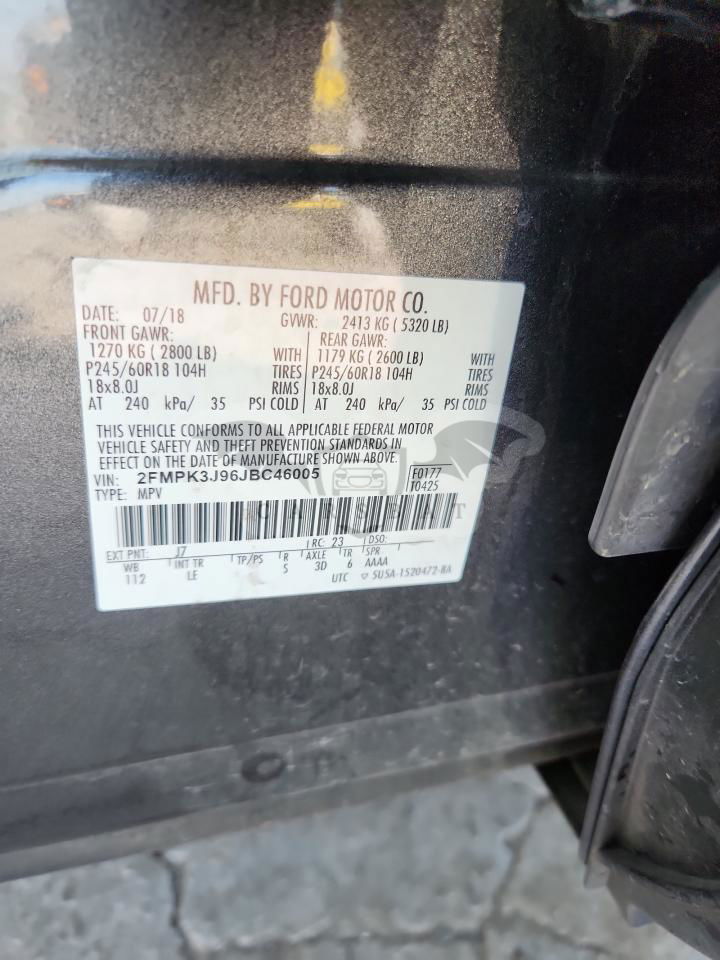 MFD. BY FORD MOTOR CO.
DATE: 07/18 GVWR: 2413 KG ( 5320 LB)
FRONT GAWR: REAR GAWR:
1270 KG ( 2800 LB) WITH 1179 KG ( 2600 LB) WITH
P245/60R18 104H TIRES P245/60R18 104H TIRES
18x8.0J RIMS 18x8.0J RIMS
AT 240 kPa/ 35 PSI COLD AT 240 kPa/ 35 PSI COLD
THIS VEHICLE CONFORMS TO ALL APPLICABLE FEDERAL MOTOR
VEHICLE SAFETY AND THEFT PREVENTION STANDARDS IN
EFFECT ON THE DATE OF MANUFACTURE SHOWN ABOVE.
VIN: 2FMPK3J96JBC46005 F0177
TYPE: MPV T0425
CARSBAT
EXT PNT: J7 RC: 23 DSO:
WB INT TR TP/PS R AXLE TR SPR
112 LE S 3D 6 AAAA
UTC ▽ 5U5A-1520472-BA